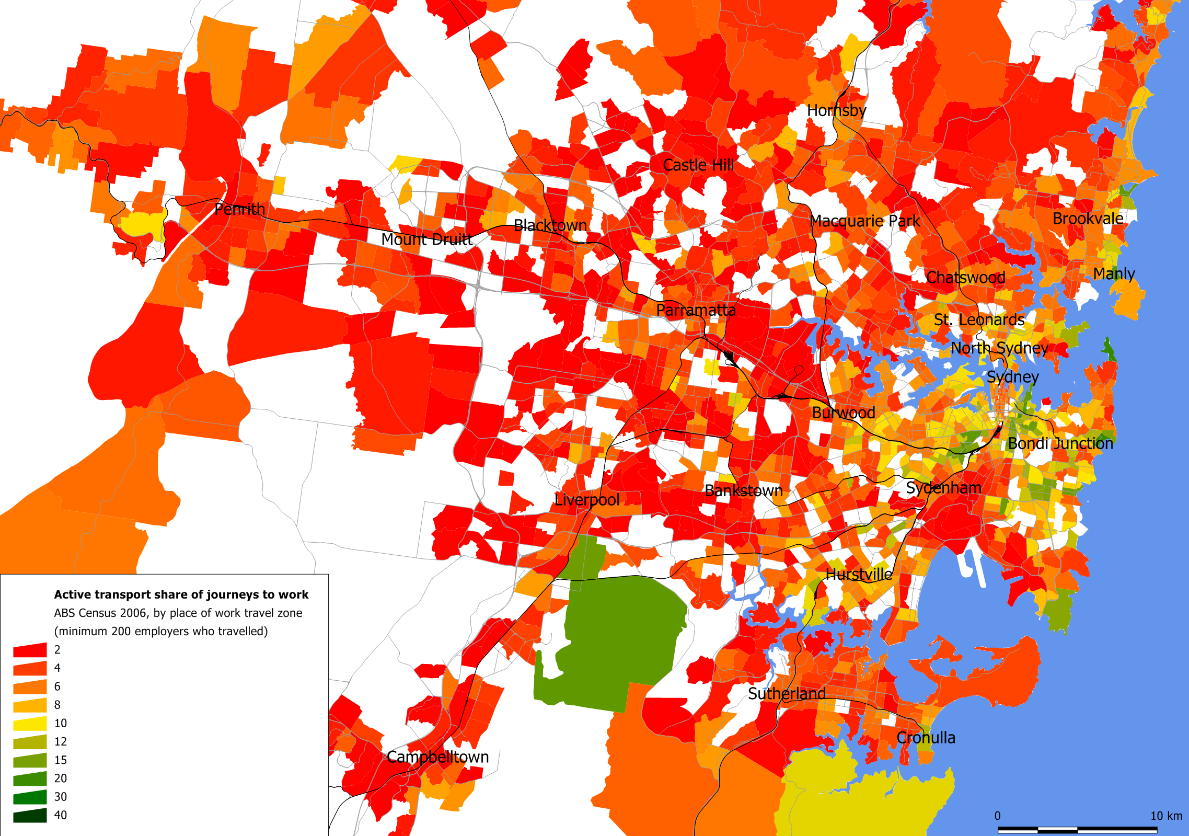 Hornsby
Castle Hill
Penrith
Mount Druitt
Blacktown
Macquarie Park
Brookvale
Chatswood
Manly
Parramatta
St. Leonards
North Sydney
Sydney
Burwood
Bondi Junction
Liverpool
Bankstown
Sydenham
Hurstville
Sutherland
Cronulla
Campbelltown
Active transport share of journeys to work
ABS Census 2006, by place of work travel zone
(minimum 200 employers who travelled)
2
4
6
8
10
12
15
20
30
40
0 10 km